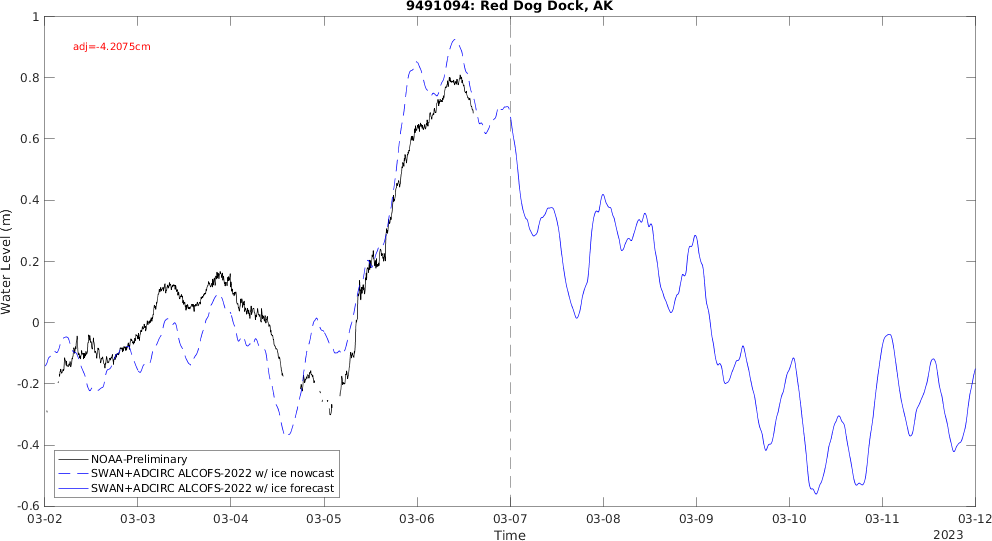 9491094: Red Dog Dock, AK
adj=-4.2075cm
Water Level (m)
1
0.8
0.6
0.4
0.2
0
-0.2
-0.4
-0.6
NOAA-Preliminary
SWAN+ADCIRC ALCOFS-2022 w/ ice nowcast
SWAN+ADCIRC ALCOFS-2022 w/ ice forecast
03-02 03-03 03-04 03-05 03-06 03-07 03-08 03-09 03-10 03-11 03-12
Time
2023